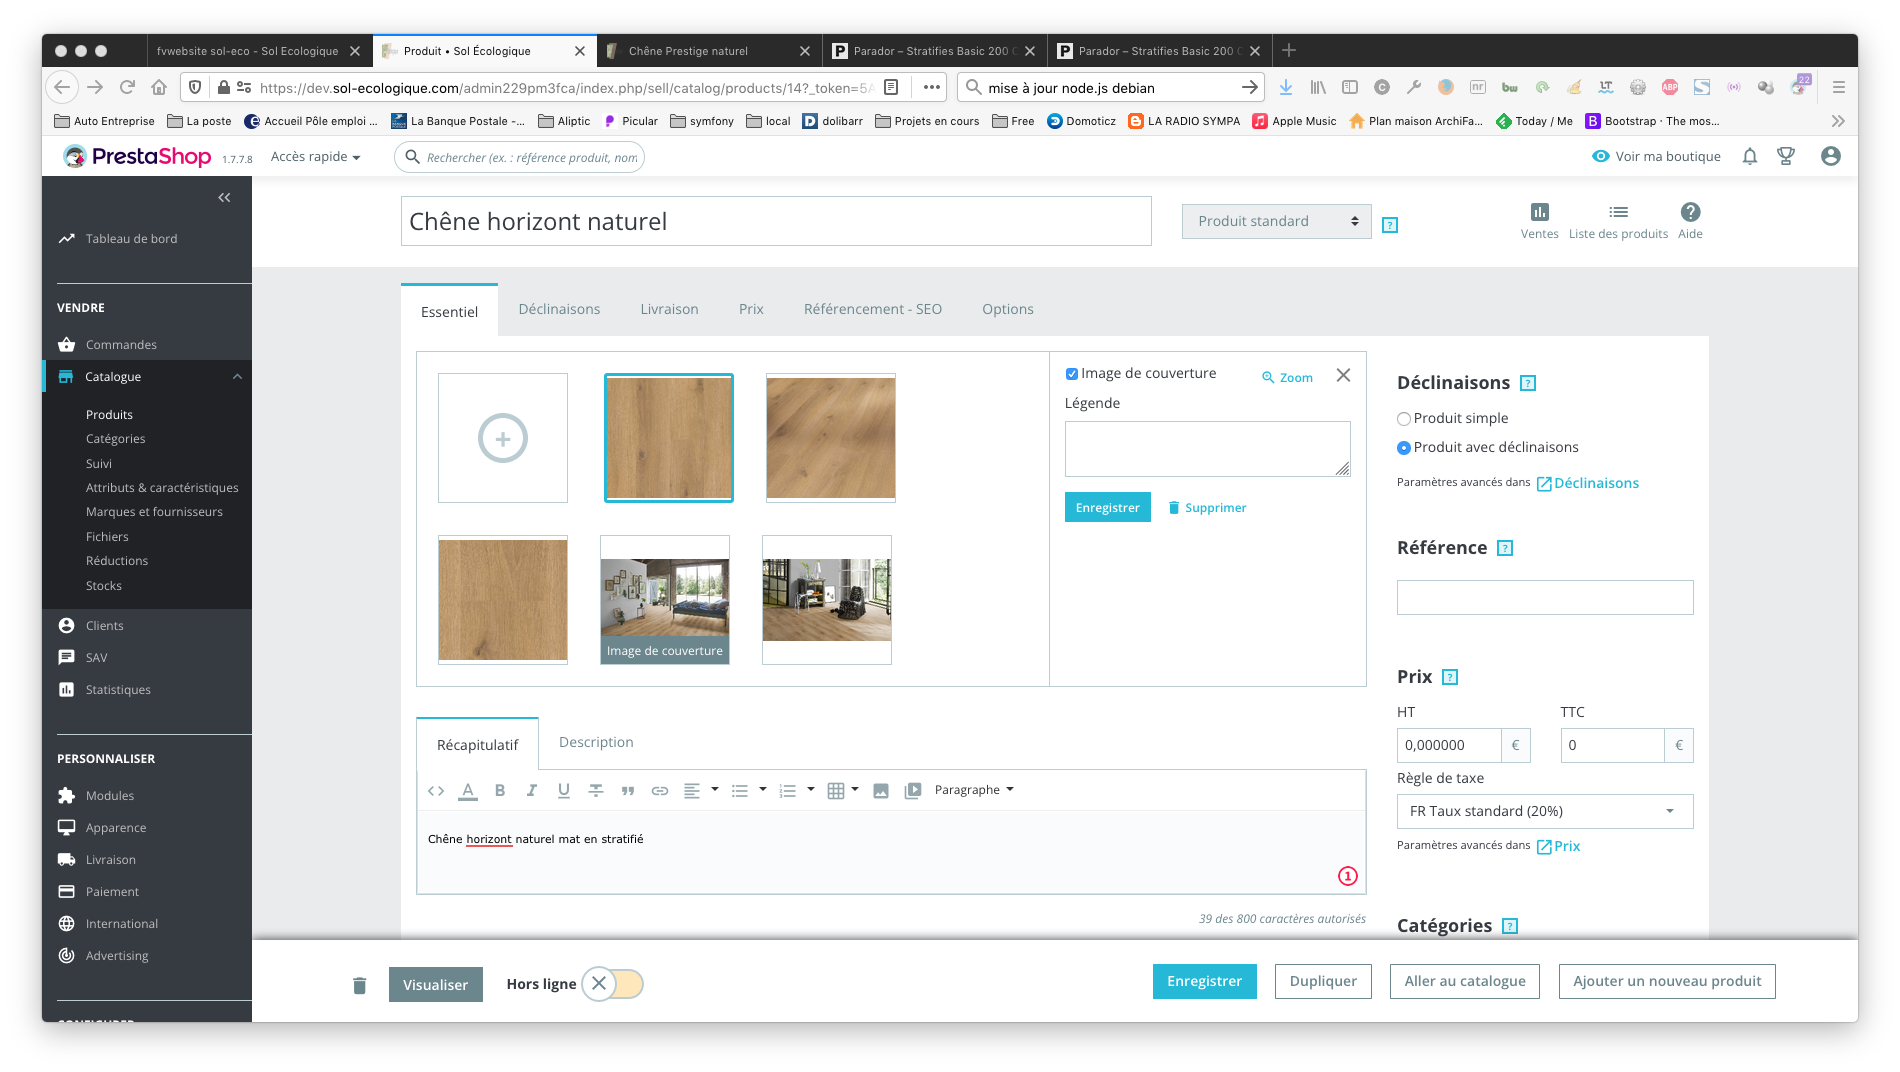 fvwebsite sol-eco - Sol Ecologique
Produit • Sol Écologique
Chêne Prestige naturel
Parador – Stratifies Basic 200 C
Parador – Stratifies Basic 200 C
https://dev.sol-ecologique.com/admin229pm3fca/index.php/sell/catalog/products/14?_token=5A
mise à jour node.js debian
22
Auto Entreprise
La poste
Accueil Pôle emploi ...
La Banque Postale -...
Aliptic
Picular
symfony
local
dolibarr
Projets en cours
Free
Domoticz
LA RADIO SYMPA
Apple Music
Plan maison ArchiFa...
Today / Me
Bootstrap · The mos...
PrestaShop
1.7.7.8
Accès rapide
Rechercher (ex. : référence produit, nom
Voir ma boutique
Chêne horizont naturel
Produit standard
?
Ventes
Liste des produits
Aide
Tableau de bord
VENDRE
Commandes
Catalogue
Produits
Catégories
Suivi
Attributs & caractéristiques
Marques et fournisseurs
Fichiers
Réductions
Stocks
Clients
SAV
Statistiques
PERSONNALISER
Modules
Apparence
Livraison
Paiement
International
Advertising
CONFIGURER
Essentiel
Déclinaisons
Livraison
Prix
Référencement - SEO
Options
Image de couverture
Image de couverture
Zoom
Légende
Enregistrer
Supprimer
Récapitulatif
Description
Paragraphe
Chêne horizont naturel mat en stratifié
1
39 des 800 caractères autorisés
Déclinaisons ?
Produit simple
Produit avec déclinaisons
Paramètres avancés dans Déclinaisons
Référence ?
Prix ?
HT
TTC
0,000000 €
0 €
Règle de taxe
FR Taux standard (20%)
Paramètres avancés dans Prix
Catégories ?
Visualiser
Hors ligne
Enregistrer
Dupliquer
Aller au catalogue
Ajouter un nouveau produit